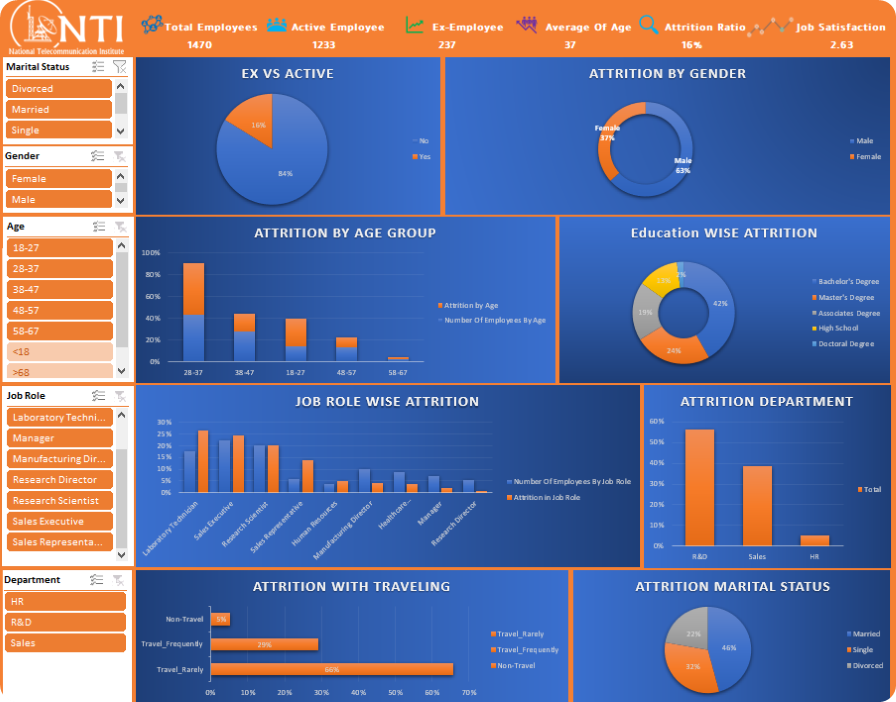 NTI
National Telecommunication Institute
Total Employees
1470
Active Employee
1233
Ex-Employee
237
Average Of Age
37
Attrition Ratio
16%
Job Satisfaction
2.63
Marital Status
Divorced
Married
Single
Gender
Female
Male
Age
18-27
28-37
38-47
48-57
58-67
<18
>68
Job Role
Laboratory Techni...
Manager
Manufacturing Dir...
Research Director
Research Scientist
Sales Executive
Sales Representa...
Department
HR
R&D
Sales
EX VS ACTIVE
16%
84%
No
Yes
ATTRITION BY GENDER
Female
37%
Male
63%
Male
Female
ATTRITION BY AGE GROUP
100%
80%
60%
40%
20%
0%
28-37
38-47
18-27
48-57
58-67
Attrition by Age
Number Of Employees By Age
Education WISE ATTRITION
2%
42%
19%
24%
Bachelor's Degree
Master's Degree
Associates Degree
High School
Doctoral Degree
JOB ROLE WISE ATTRITION
30%
25%
20%
15%
10%
5%
0%
Laboratory Technician
Sales Executive
Research Scientist
Sales Representative
Human Resources
Manufacturing Director
Healthcare...
Manager
Research Director
Number Of Employees By Job Role
Attrition In Job Role
ATTRITION DEPARTMENT
60%
50%
40%
30%
20%
10%
0%
R&D
Sales
HR
Total
ATTRITION WITH TRAVELING
Non-Travel
5%
Travel_Frequently
29%
Travel_Rarely
66%
0%
10%
20%
30%
40%
50%
60%
70%
Travel_Rarely
Travel_Frequently
Non-Travel
ATTRITION MARITAL STATUS
22%
46%
32%
Married
Single
Divorced